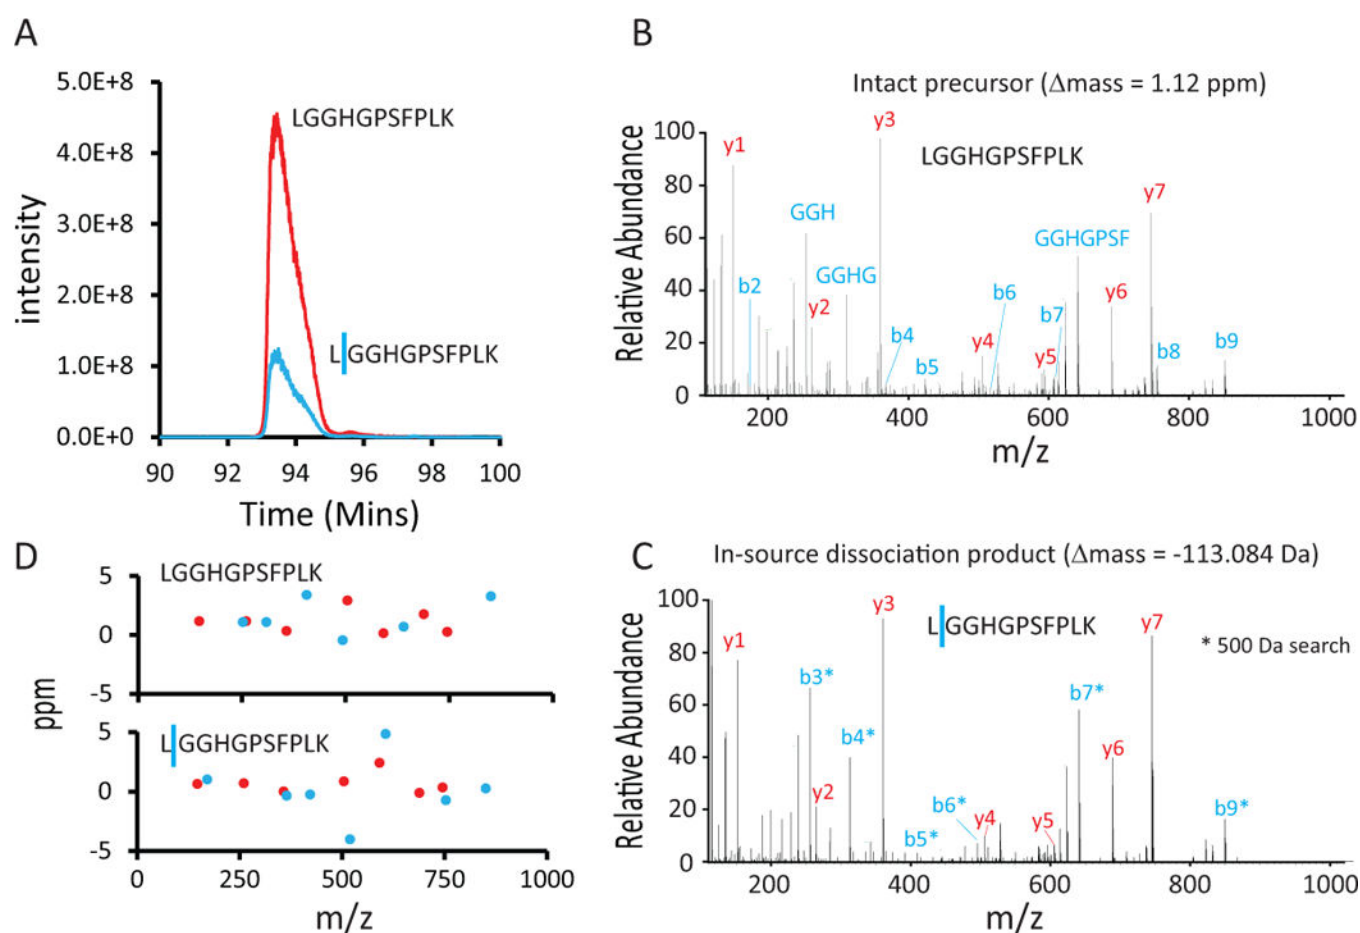 A
intensity
5.0E+8
4.0E+8
3.0E+8
2.0E+8
1.0E+8
0.0E+0
LGGHGPSFPLK
LGGHGPSFPLK
90 92 94 96 98 100
Time (Mins)
B
Intact precursor (Δmass = 1.12 ppm)
LGGHGPSFPLK
Relative Abundance
100
80
60
40
20
0
y1
b2
GGH
GGHG
y2
y3
b4
b5
y4
b6
y5
b7
GGHGPSF
y6
y7
b8
b9
200 400 600 800 1000
m/z
D
ppm
LGGHGPSFPLK
5
0
-5
LGGHGPSFPLK
5
0
-5
0 250 500 750 1000
m/z
C
In-source dissociation product (Δmass = -113.084 Da)
LGGHGPSFPLK
* 500 Da search
Relative Abundance
100
80
60
40
20
0
y1
b3*
y2
b4*
y3
b5*
b6*
y4
y5
b7*
y6
y7
b9*
200 400 600 800 1000
m/z